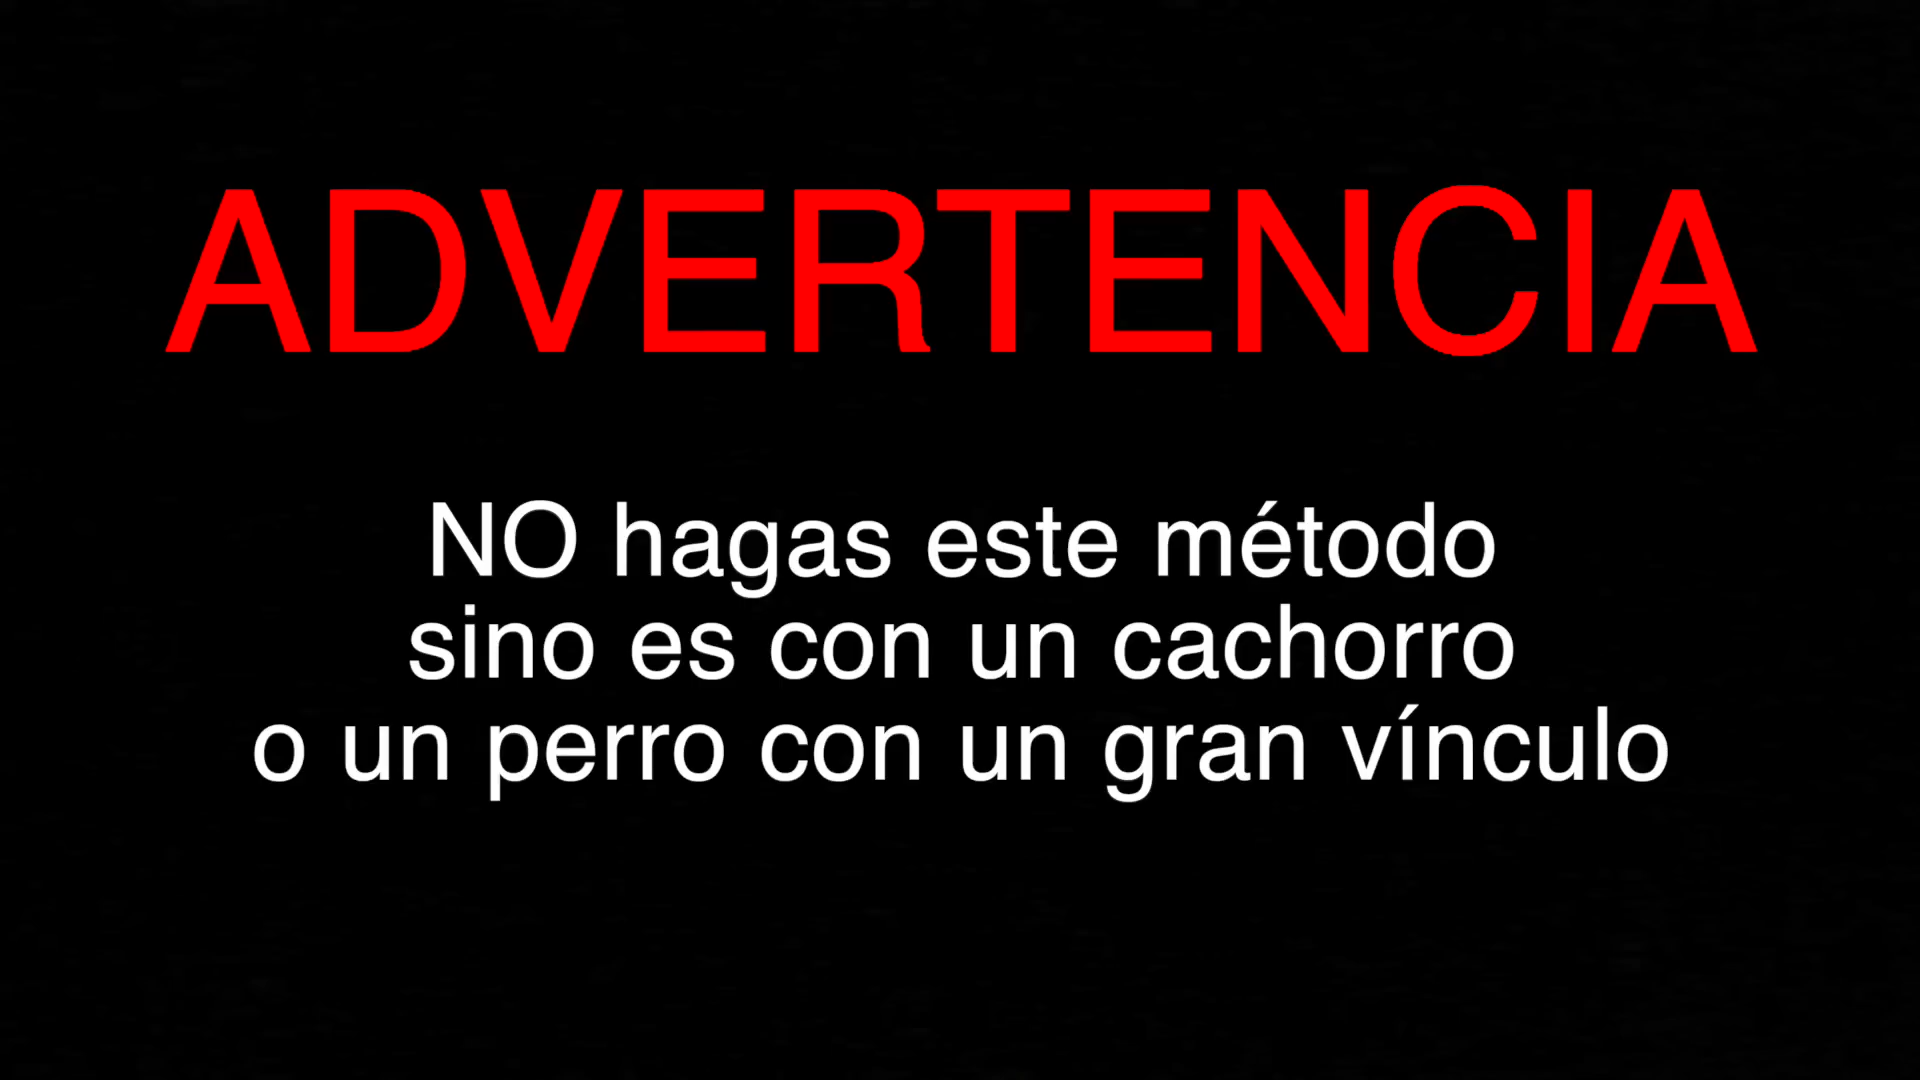 ADVERTENCIA
NO hagas este método
sino es con un cachorro
o un perro con un gran vínculo